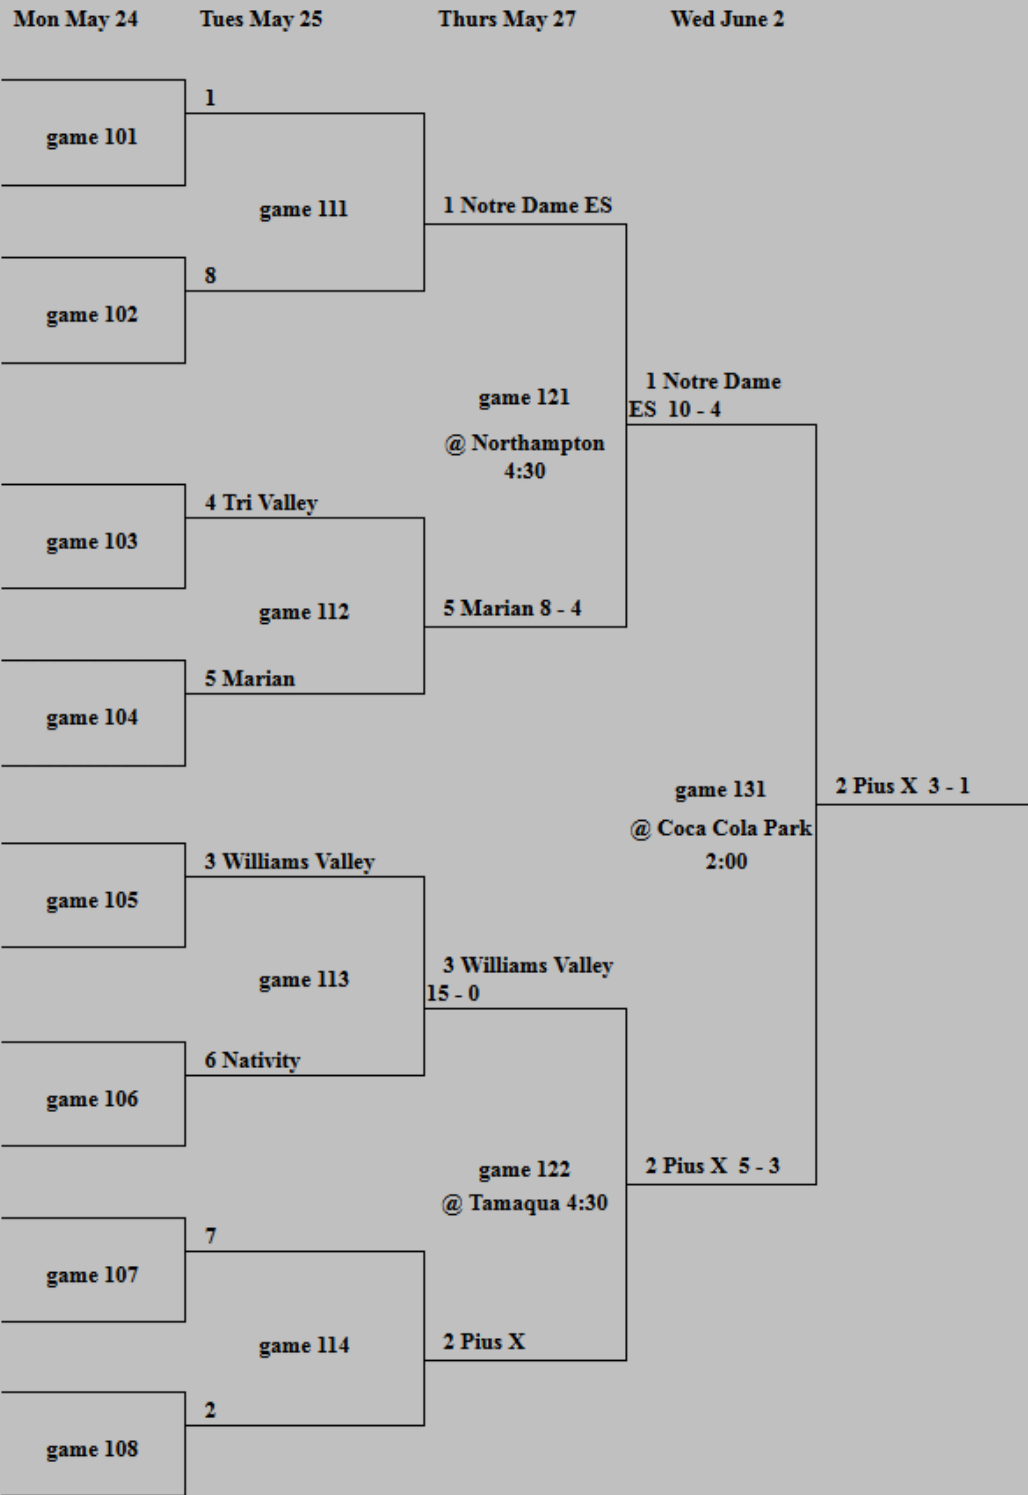 Mon May 24 Tues May 25 Thurs May 27 Wed June 2
1
game 101
game 111
1 Notre Dame ES
8
game 102
1 Notre Dame
ES 10 - 4
game 121
@ Northampton
4:30
4 Tri Valley
game 103
game 112
5 Marian 8 - 4
5 Marian
game 104
game 131
@ Coca Cola Park
2:00
2 Pius X 3 - 1
3 Williams Valley
game 105
game 113
3 Williams Valley
15 - 0
6 Nativity
game 106
game 122
@ Tamaqua 4:30
2 Pius X 5 - 3
7
game 107
game 114
2 Pius X
2
game 108